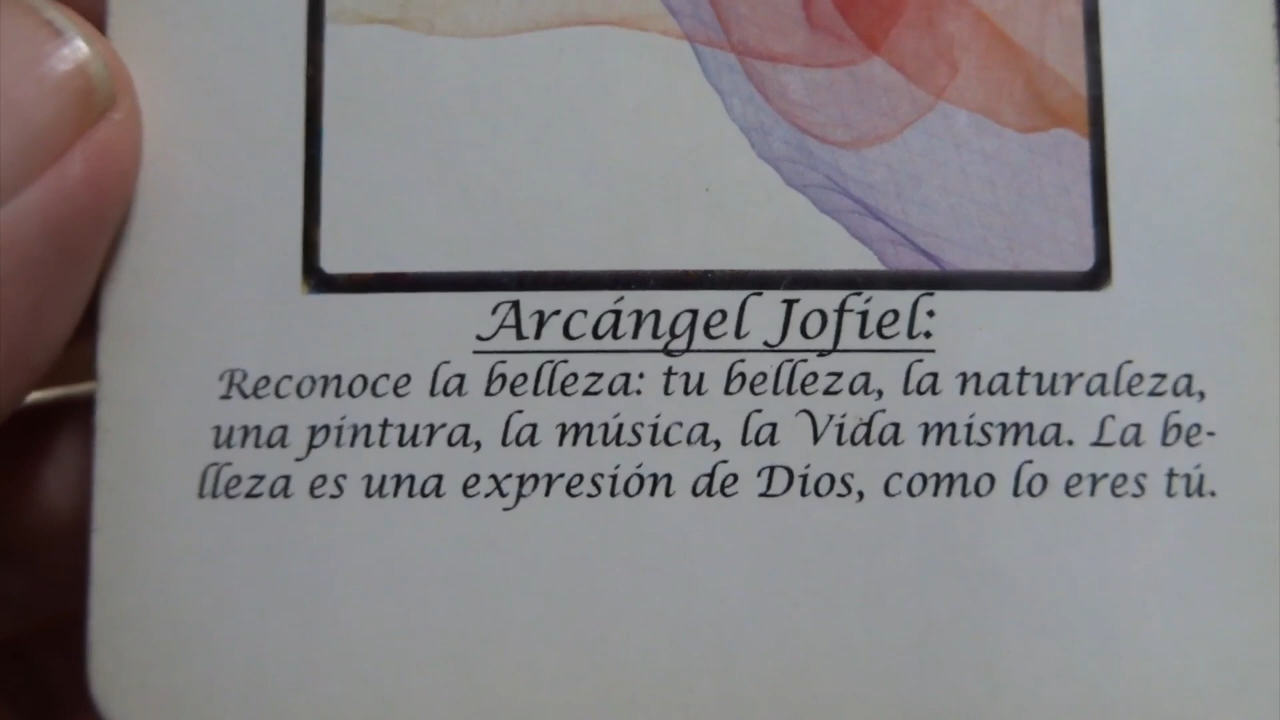 Arcángel Jofiel:
Reconoce la belleza: tu belleza, la naturaleza,
una pintura, la música, la Vida misma. La be-
lleza es una expresión de Dios, como lo eres tú.